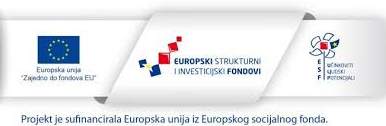 Europska unija
"Zajedno do fondova EU"
EUROPSKI STRUKTURNI
I INVESTICIJSKI FONDOVI
ESF
UČINKOVITI
LJUDSKI
POTENCIJALI
Projekt je sufinancirala Europska unija iz Europskog socijalnog fonda.